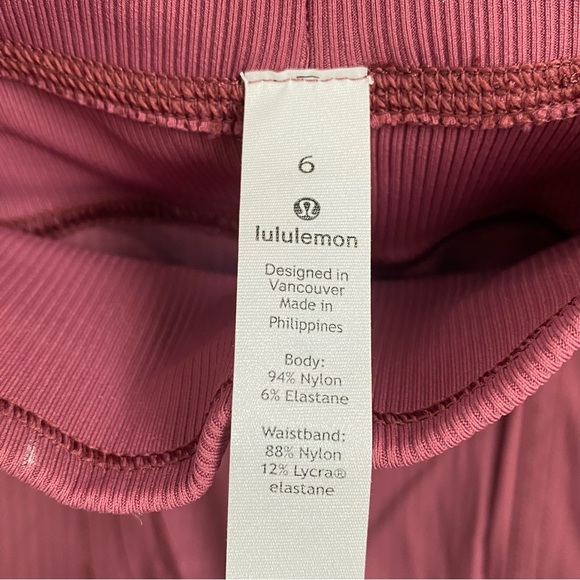 6
lululemon
Designed in
Vancouver
Made in
Philippines
Body:
94% Nylon
6% Elastane
Waistband:
88% Nylon
12% Lycra®
elastane